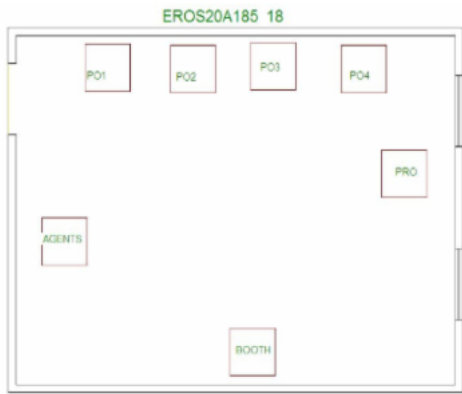 EROS20A185 18
PO1
PO2
PO3
PO4
PRO
AGENTS
BOOTH